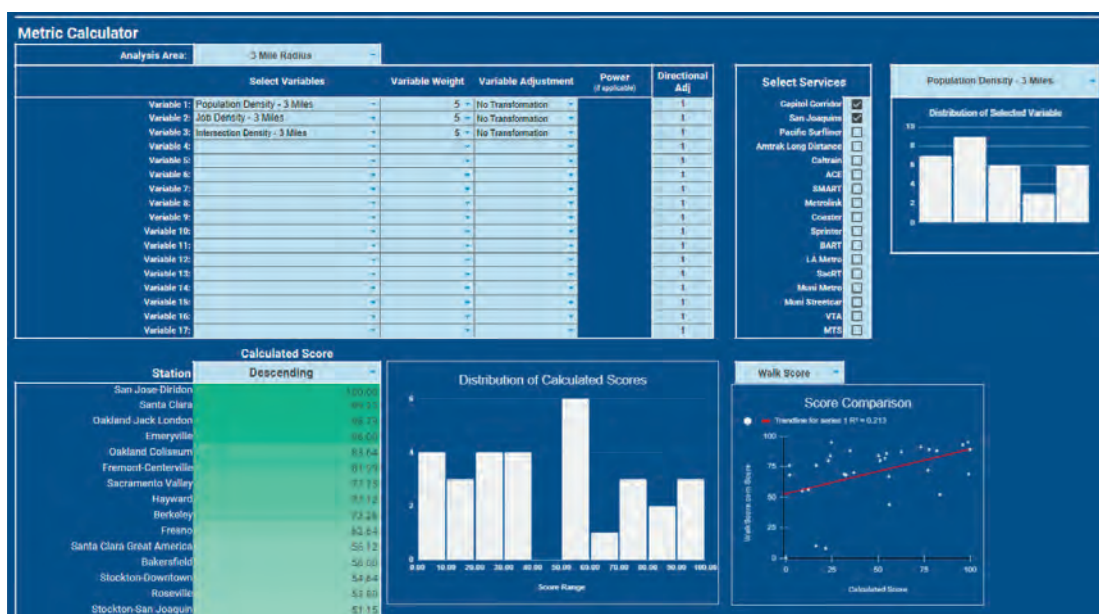 Metric Calculator
Analysis Area: 3 Mile Radius
Select Variables Variable Weight Variable Adjustment Power (if applicable) Directional Adj
Variable 1: Population Density - 3 Miles 5 No Transformation 1
Variable 2: Job Density - 3 Miles 5 No Transformation 1
Variable 3: Intersection Density - 3 Miles 5 No Transformation 1
Variable 4: 1
Variable 5: 1
Variable 6: 1
Variable 7: 1
Variable 8: 1
Variable 9: 1
Variable 10: 1
Variable 11: 1
Variable 12: 1
Variable 13: 1
Variable 14: 1
Variable 15: 1
Variable 16: 1
Variable 17: 1
Select Services
Capitol Corridor
San Joaquins
Pacific Surfliner
Amtrak Long Distance
Caltrain
ACE
SMART
Metrolink
Coaster
Sprinter
BART
LA Metro
SacRT
Muni Metro
Muni Streetcar
VTA
MTS
Population Density - 3 Miles
Distribution of Selected Variable
10
8
6
4
2
0
Calculated Score
Station Descending
San Jose-Diridon 100.00
Santa Clara
Oakland Jack London
Emeryville
Oakland Coliseum 83.64
Fremont-Centerville
Sacramento Valley
Hayward
Berkeley
Fresno
Santa Clara Great America 56.12
Bakersfield
Stockton-Downtown 54.64
Roseville
Stockton-San Joaquin 51.15
Distribution of Calculated Scores
6
4
2
0
0.00 10.00 20.00 30.00 40.00 50.00 60.00 70.00 80.00 90.00 100.00
Score Range
Walk Score
Score Comparison
Trendline for series 1 R² = 0.213
100
75
50
25
0
0 25 50 75 100
Walk Score.com Score
Calculated Score